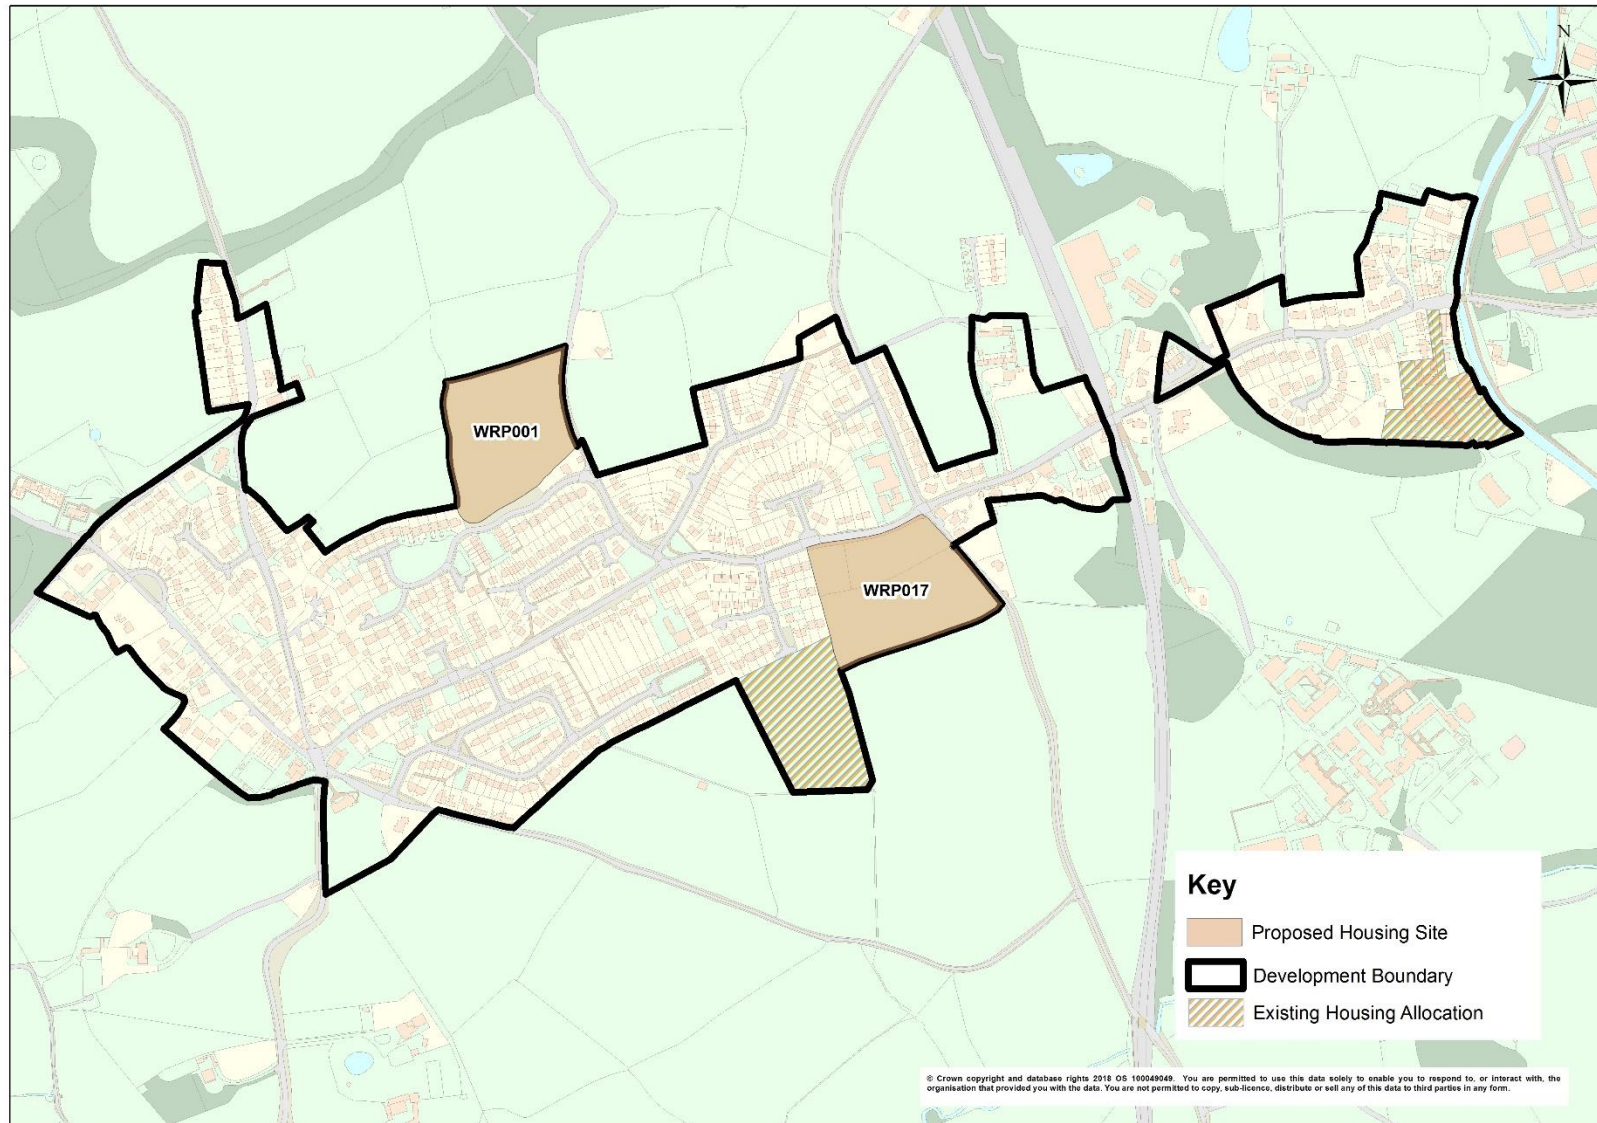 N
WRP001
WRP017
Key
Proposed Housing Site
Development Boundary
Existing Housing Allocation
© Crown copyright and database rights 2018 OS 100049049. You are permitted to use this data solely to enable you to respond to, or interact with, the
organisation that provided you with the data. You are not permitted to copy, sub-licence, distribute or sell any of this data to third parties in any form.